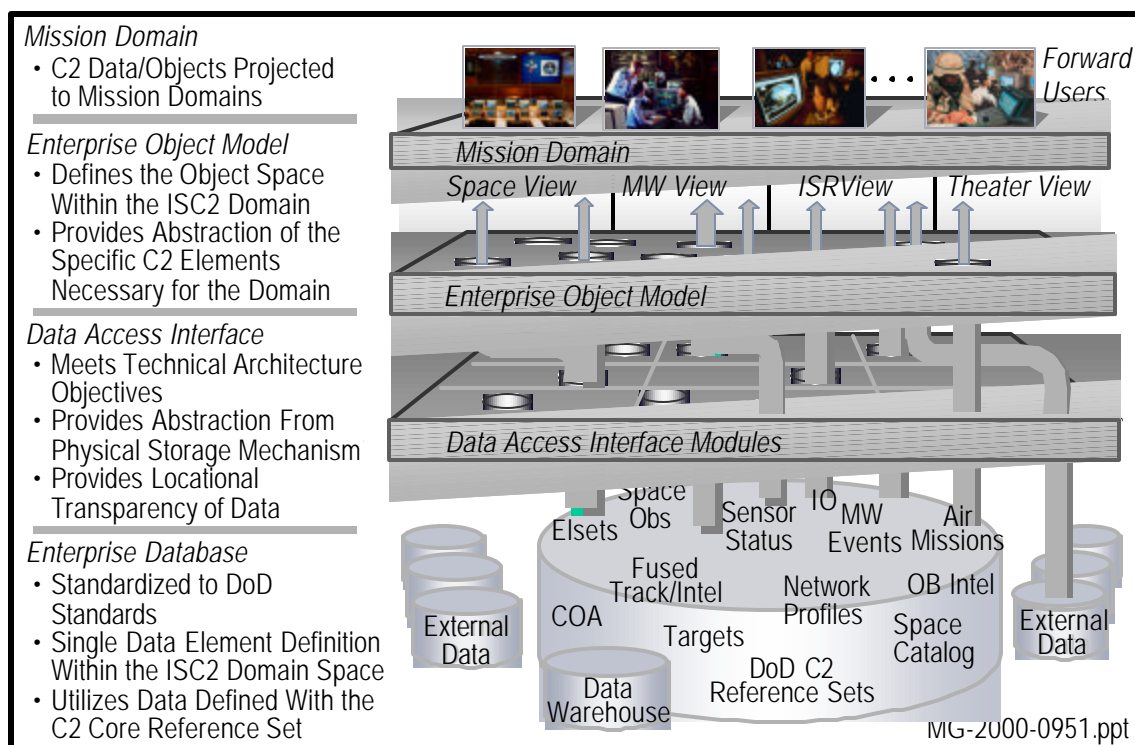 Mission Domain
• C2 Data/Objects Projected
to Mission Domains
Enterprise Object Model
• Defines the Object Space
Within the ISC2 Domain
• Provides Abstraction of the
Specific C2 Elements
Necessary for the Domain
Data Access Interface
• Meets Technical Architecture
Objectives
• Provides Abstraction From
Physical Storage Mechanism
• Provides Locational
Transparency of Data
Enterprise Database
• Standardized to DoD
Standards
• Single Data Element Definition
Within the ISC2 Domain Space
• Utilizes Data Defined With the
C2 Core Reference Set
...
Forward
Users
Mission Domain
Space View
MW View
ISRView
Theater View
Enterprise Object Model
Data Access Interface Modules
Elsets
Space
Obs
Sensor
Status
IO
MW
Events
Air
Missions
Fused
Track/Intel
Network
Profiles
OB Intel
COA
Targets
Space
Catalog
DoD C2
Reference Sets
External
Data
Data
Warehouse
External
Data
MG-2000-0951.ppt